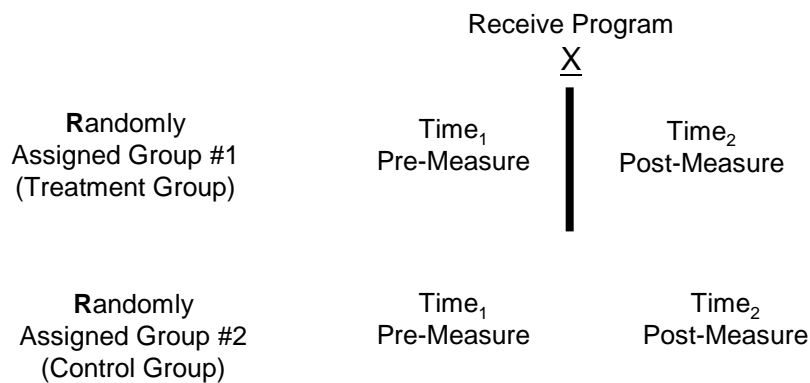 Receive Program
X
Randomly
Assigned Group #1
(Treatment Group)
Time₁
Pre-Measure
Time₂
Post-Measure
Randomly
Assigned Group #2
(Control Group)
Time₁
Pre-Measure
Time₂
Post-Measure